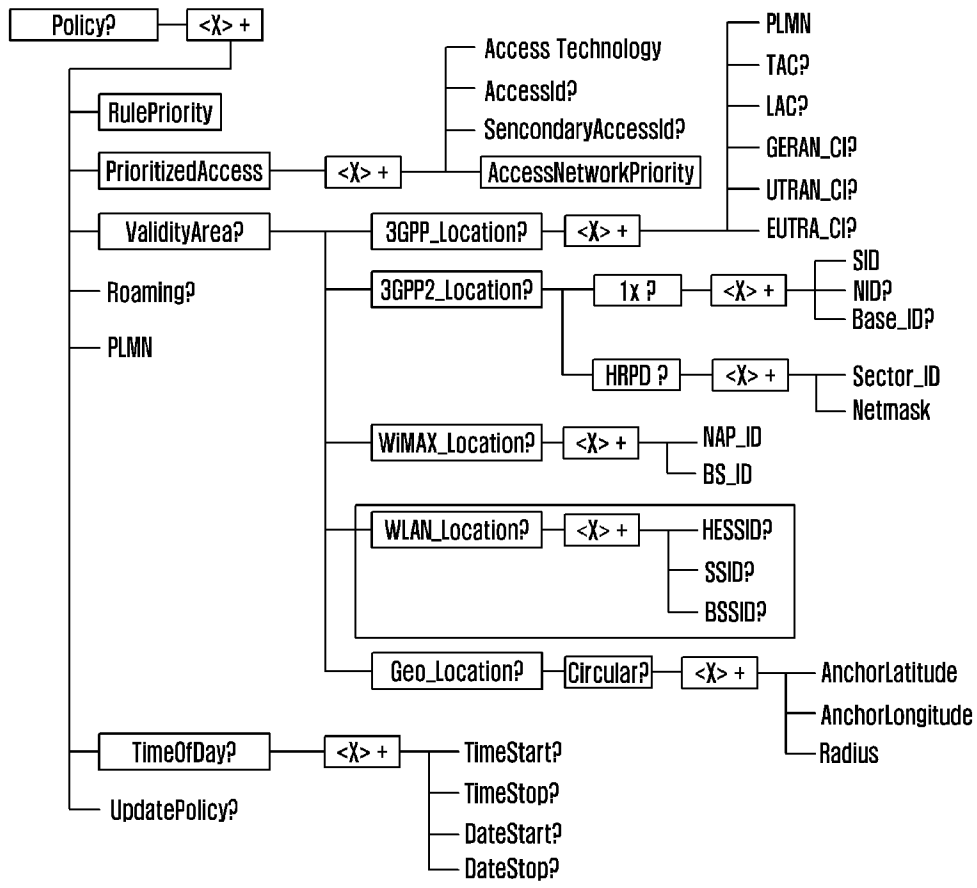 Policy?
<X> +
RulePriority
PrioritizedAccess
<X> +
Access Technology
AccessId?
SencondaryAccessId?
AccessNetworkPriority
ValidityArea?
3GPP_Location?
<X> +
PLMN
TAC?
LAC?
GERAN_CI?
UTRAN_CI?
EUTRA_CI?
3GPP2_Location?
1x ?
<X> +
SID
NID?
Base_ID?
HRPD ?
<X> +
Sector_ID
Netmask
WiMAX_Location?
<X> +
NAP_ID
BS_ID
WLAN_Location?
<X> +
HESSID?
SSID?
BSSID?
Geo_Location?
Circular?
<X> +
AnchorLatitude
AnchorLongitude
Radius
Roaming?
PLMN
TimeOfDay?
<X> +
TimeStart?
TimeStop?
DateStart?
DateStop?
UpdatePolicy?